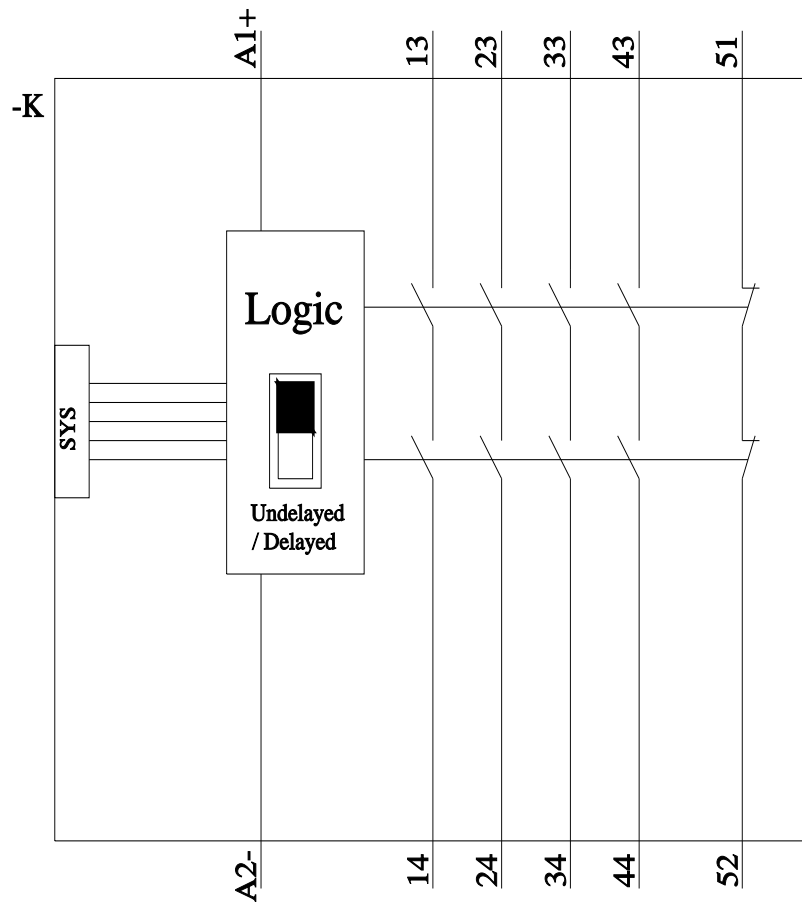 A1+
13
23
33
43
51
-K
Logic
SYS
Undelayed
/ Delayed
A2-
14
24
34
44
52